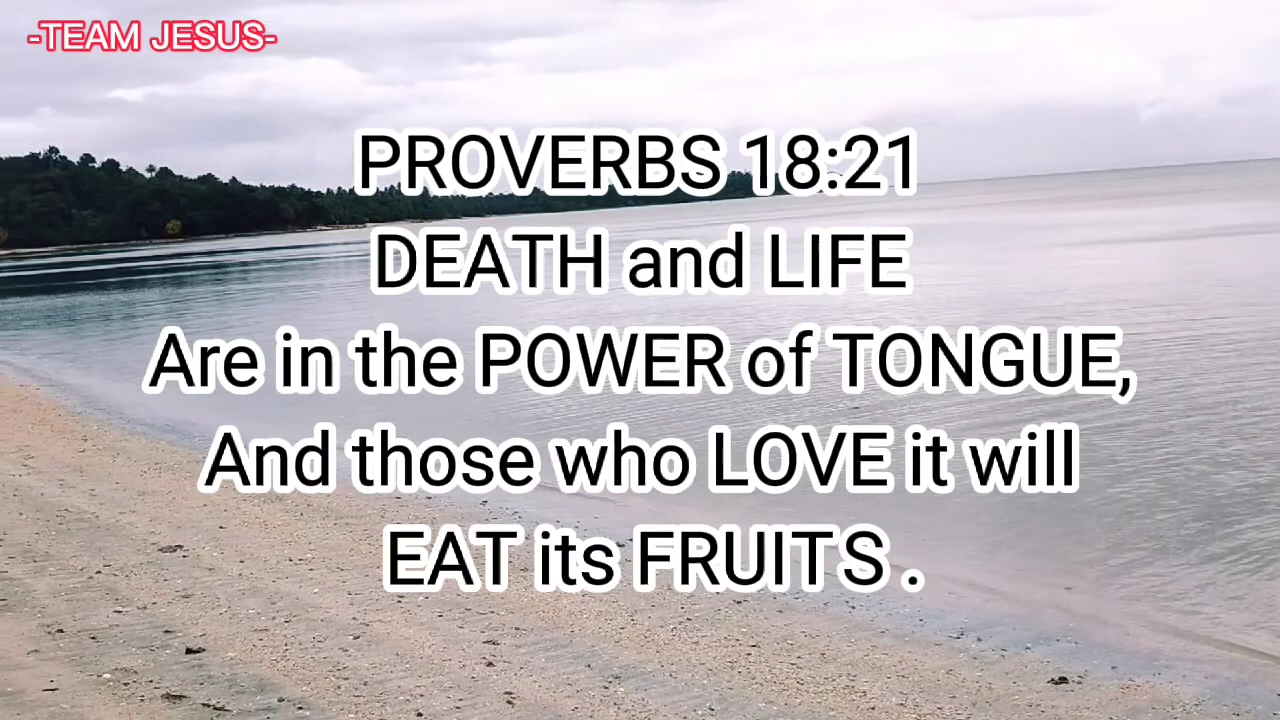 -TEAM JESUS-
PROVERBS 18:21
DEATH and LIFE
Are in the POWER of TONGUE,
And those who LOVE it will
EAT its FRUITS .